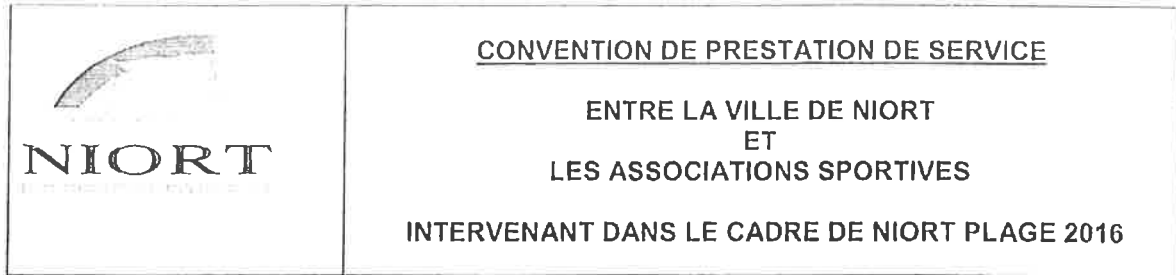 NIORT
CONVENTION DE PRESTATION DE SERVICE
ENTRE LA VILLE DE NIORT
ET
LES ASSOCIATIONS SPORTIVES
INTERVENANT DANS LE CADRE DE NIORT PLAGE 2016